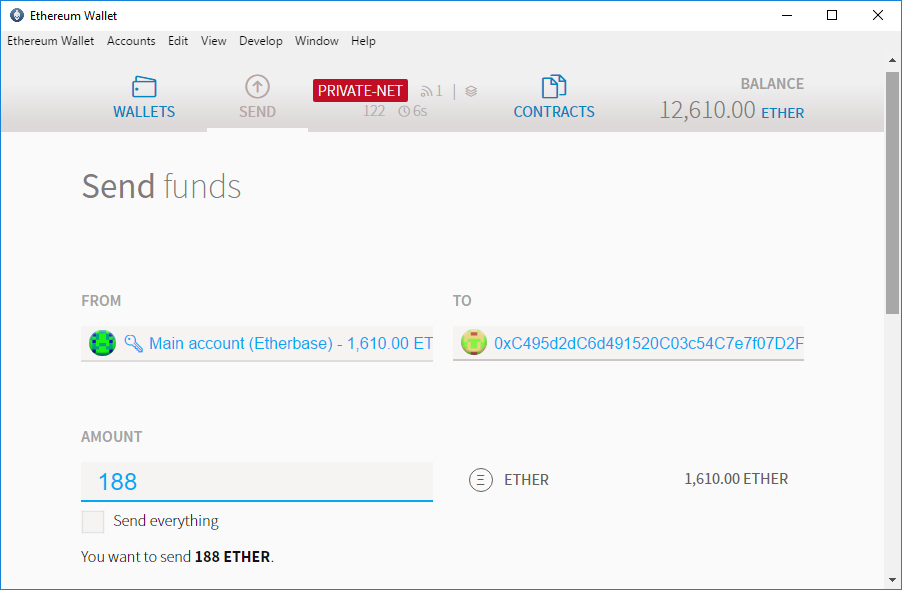 Ethereum Wallet
Ethereum Wallet Accounts Edit View Develop Window Help
WALLETS
SEND
PRIVATE-NET 1 |
122 6s
CONTRACTS
BALANCE
12,610.00 ETHER
Send funds
FROM
TO
Main account (Etherbase) - 1,610.00 ET
0xC495d2dC6d491520C03c54C7e7f07D2F
AMOUNT
188
Ξ ETHER
1,610.00 ETHER
Send everything
You want to send 188 ETHER.